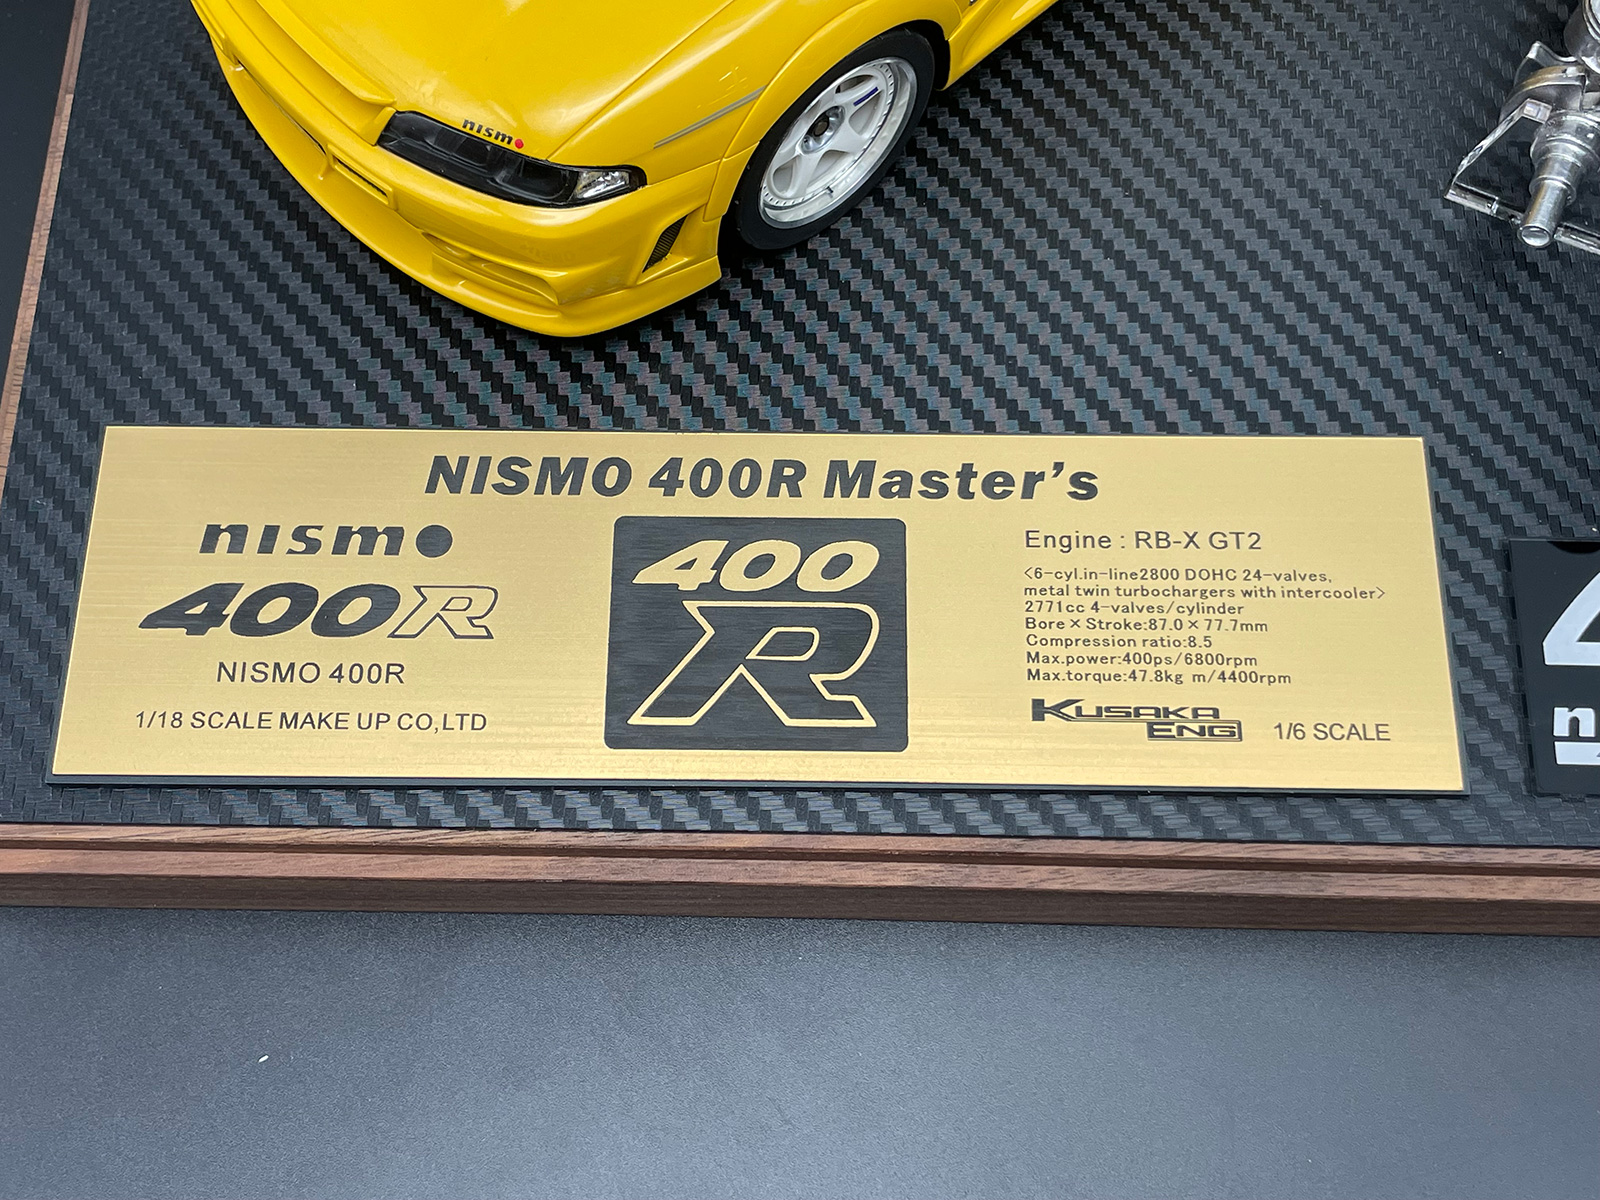 nismo
NISMO 400R Master's
nismo
400R
NISMO 400R
1/18 SCALE MAKE UP CO,LTD
400
R
Engine : RB-X GT2
<6-cyl.in-line2800 DOHC 24-valves,
metal twin turbochargers with intercooler>
2771cc 4-valves/cylinder
Bore×Stroke:87.0×77.7mm
Compression ratio:8.5
Max.power:400ps/6800rpm
Max.torque:47.8kg m/4400rpm
KUSAKA
ENG
1/6 SCALE